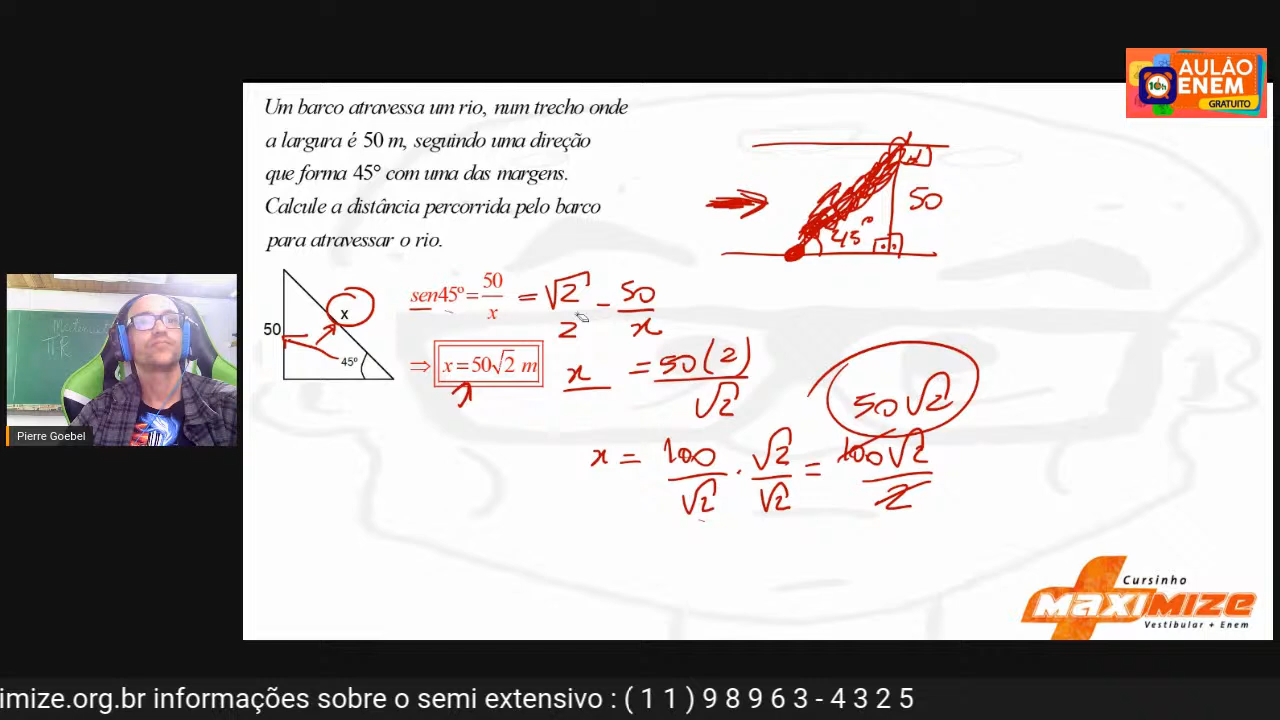 AULÃO
ENEM
10h
GRATUITO
Um barco atravessa um rio, num trecho onde
a largura é 50 m, seguindo uma direção
que forma 45° com uma das margens.
Calcule a distância percorrida pelo barco
para atravessar o rio.
50
45°
50
x
45º
sen45º = 50/x = √2/2 - 50/x
⇒ x = 50√2 m
x = 50(2)/√2
50√2
x = 100/√2 · √2/√2 = 100√2/2
Pierre Goebel
Cursinho
MAXIMIZE
Vestibular + Enem
imize.org.br informações sobre o semi extensivo : ( 1 1 ) 9 8 9 6 3 - 4 3 2 5